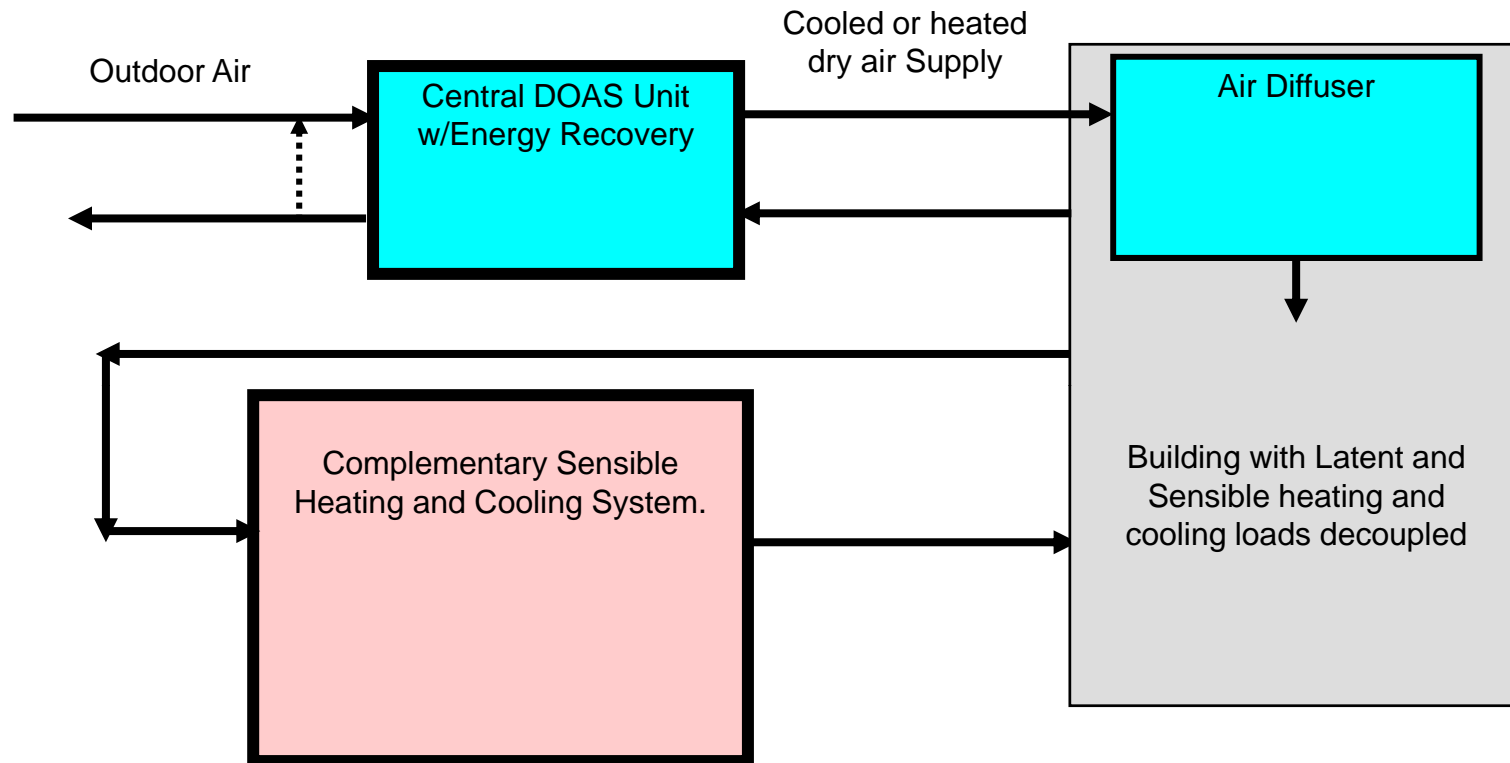 Outdoor Air
Central DOAS Unit
w/Energy Recovery
Cooled or heated
dry air Supply
Air Diffuser
Complementary Sensible
Heating and Cooling System.
Building with Latent and
Sensible heating and
cooling loads decoupled